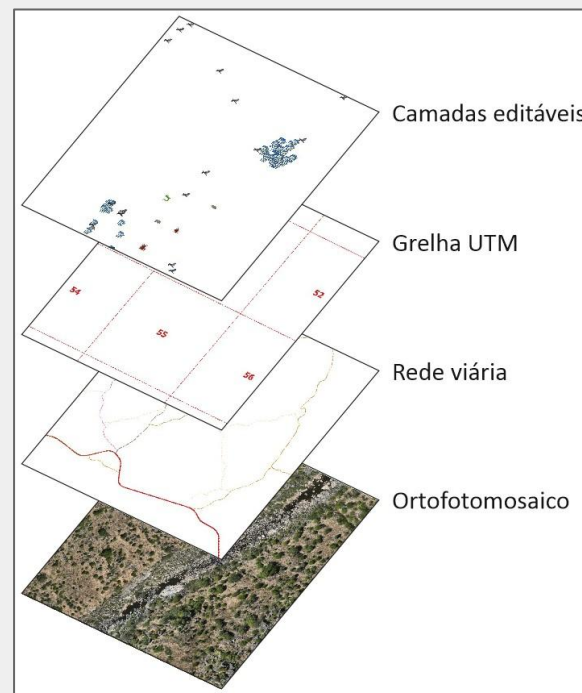 Camadas editáveis
Grelha UTM
54
55
52
56
Rede viária
Ortofotomosaico